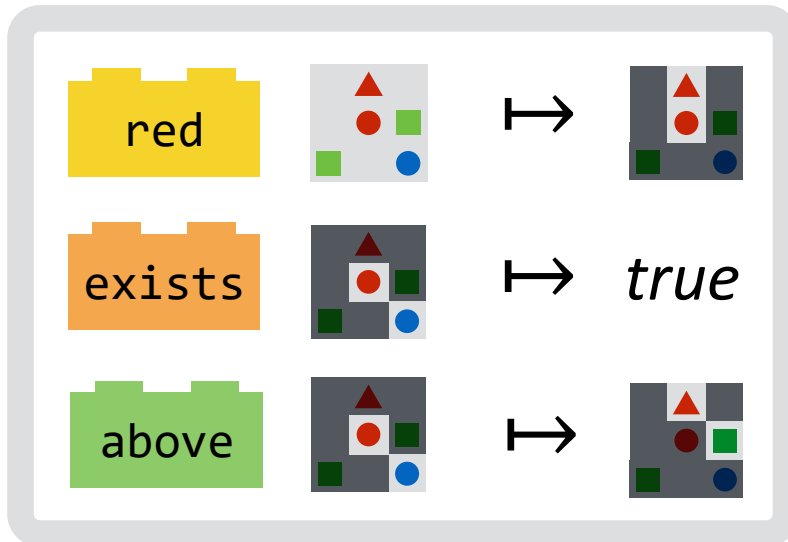 red ↦
exists ↦ true
above ↦